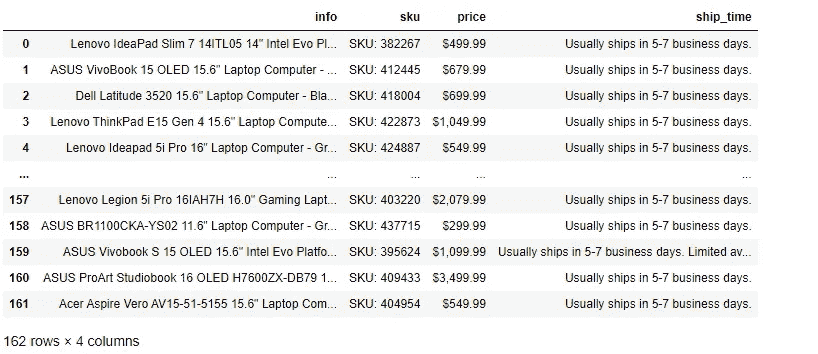 info sku price ship_time
0 Lenovo IdeaPad Slim 7 14ITL05 14" Intel Evo Pl... SKU: 382267 $499.99 Usually ships in 5-7 business days.
1 ASUS VivoBook 15 OLED 15.6" Laptop Computer - ... SKU: 412445 $679.99 Usually ships in 5-7 business days.
2 Dell Latitude 3520 15.6" Laptop Computer - Bla... SKU: 418004 $699.99 Usually ships in 5-7 business days.
3 Lenovo ThinkPad E15 Gen 4 15.6" Laptop Compute... SKU: 422873 $1,049.99 Usually ships in 5-7 business days.
4 Lenovo Ideapad 5i Pro 16" Laptop Computer - Gr... SKU: 424887 $549.99 Usually ships in 5-7 business days.
... ... ... ... ...
157 Lenovo Legion 5i Pro 16IAH7H 16.0" Gaming Lapt... SKU: 403220 $2,079.99 Usually ships in 5-7 business days.
158 ASUS BR1100CKA-YS02 11.6" Laptop Computer - Gr... SKU: 437715 $299.99 Usually ships in 5-7 business days.
159 ASUS Vivobook S 15 OLED 15.6" Intel Evo Platfo... SKU: 395624 $1,099.99 Usually ships in 5-7 business days. Limited av...
160 ASUS ProArt Studiobook 16 OLED H7600ZX-DB79 1... SKU: 409433 $3,499.99 Usually ships in 5-7 business days.
161 Acer Aspire Vero AV15-51-5155 15.6" Laptop Com... SKU: 404954 $549.99 Usually ships in 5-7 business days.
162 rows × 4 columns